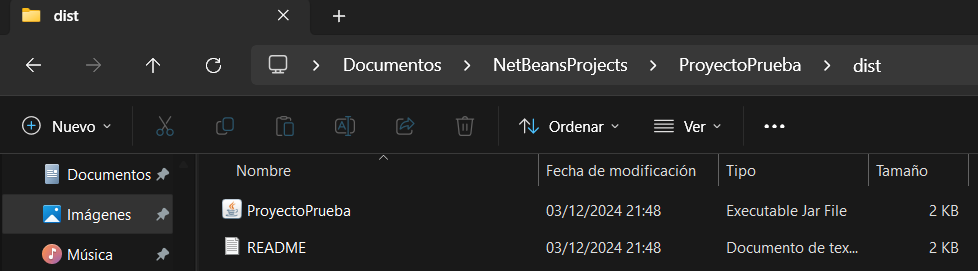 dist
Documentos NetBeansProjects ProyectoPrueba dist
Nuevo Ordenar Ver
Nombre Fecha de modificación Tipo Tamaño
Documentos
ProyectoPrueba 03/12/2024 21:48 Executable Jar File 2 KB
Imágenes
README 03/12/2024 21:48 Documento de tex... 2 KB
Música